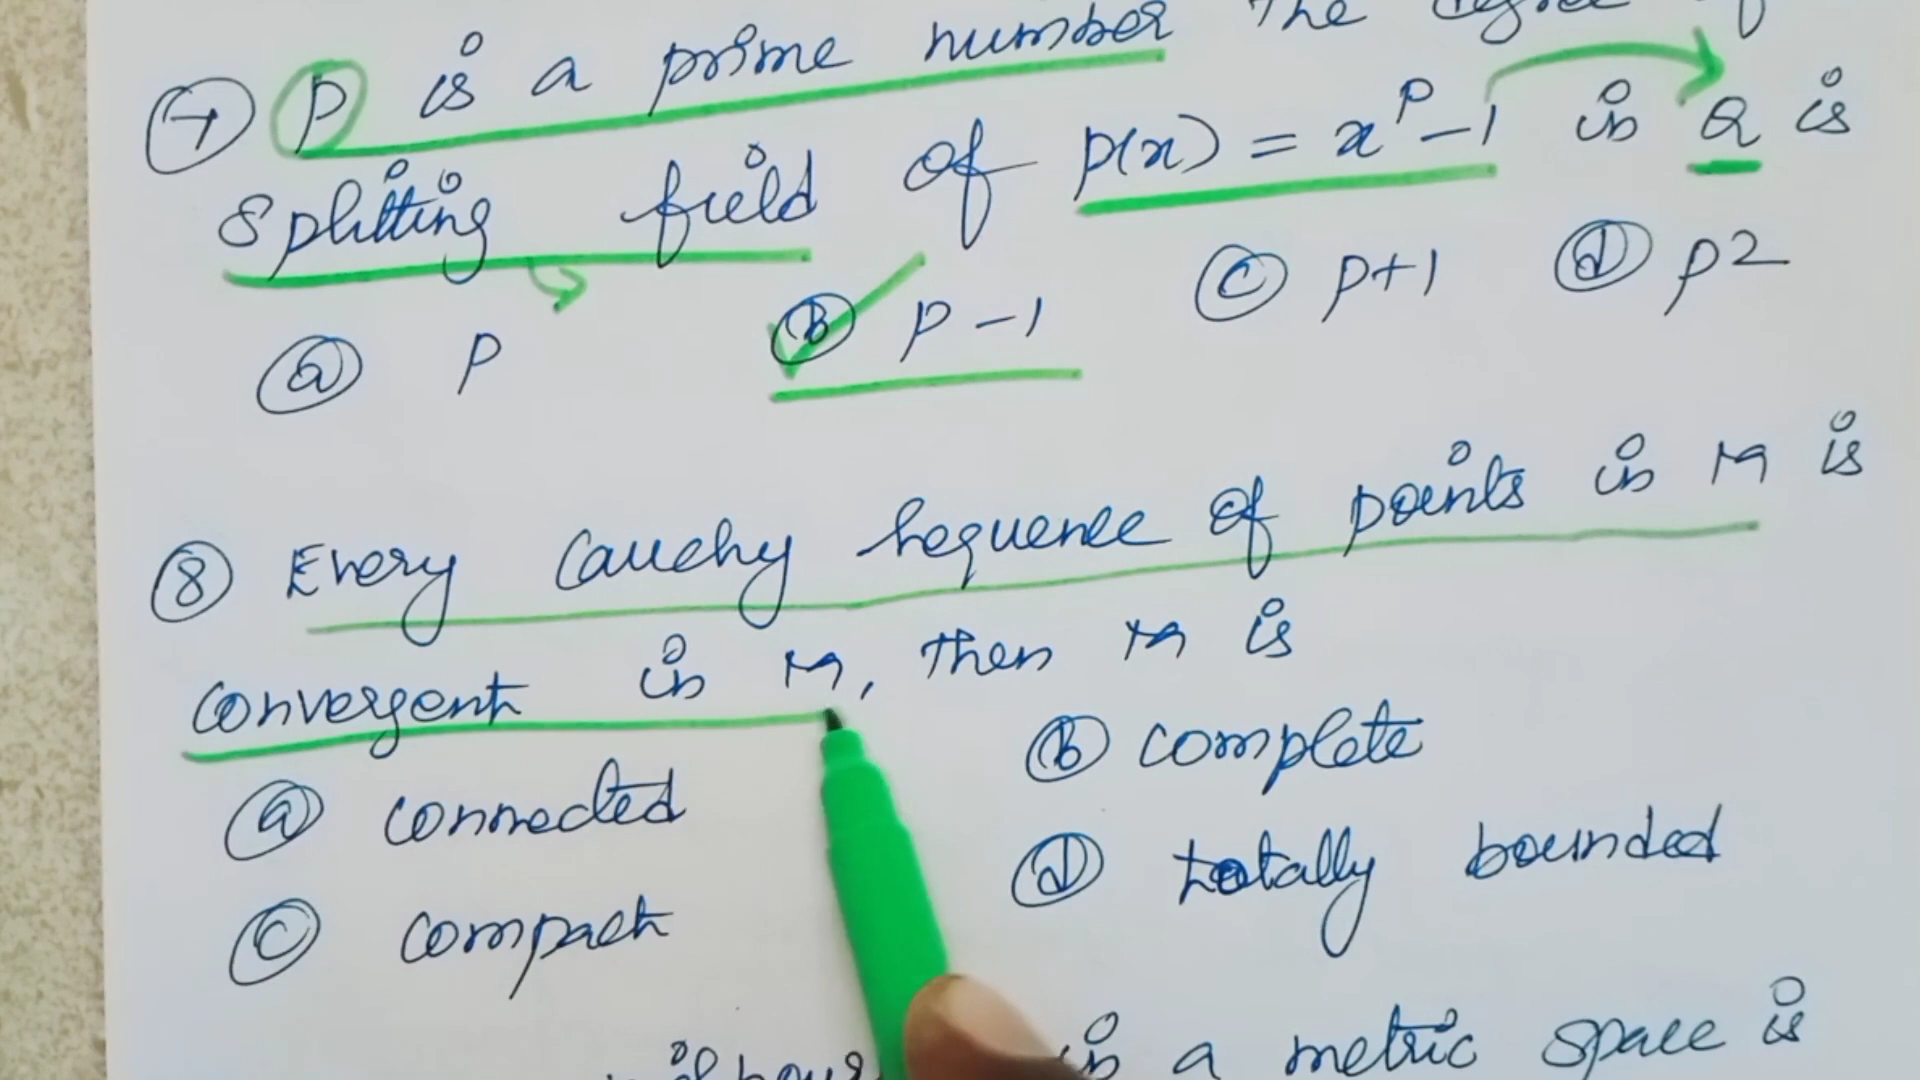 ⑦ P is a prime number The degree of
Splitting field of p(x) = x^p - 1 in Q is
ⓐ P ⓑ P - 1 ⓒ P+1 ⓓ P2
⑧ Every Cauchy sequence of points in M is
convergent in M, then M is
ⓐ connected ⓑ complete
ⓒ compact ⓓ totally bounded
in a metric space is